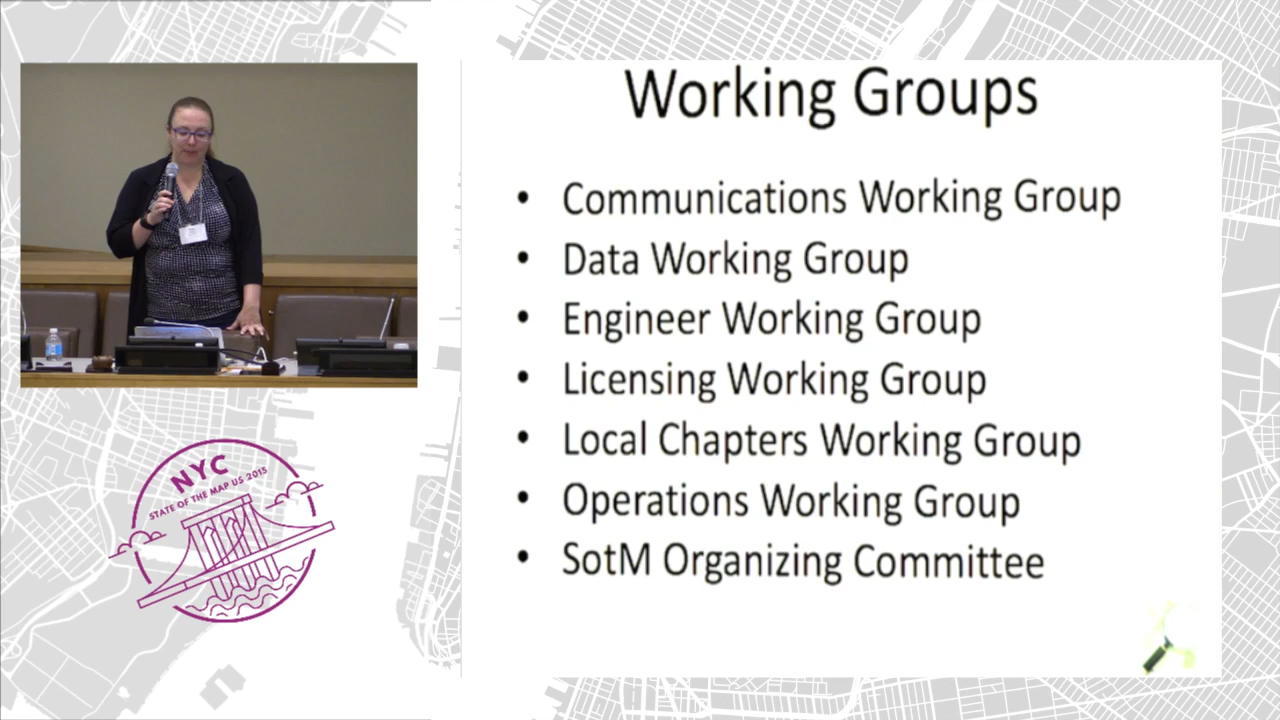 Working Groups
• Communications Working Group
• Data Working Group
• Engineer Working Group
• Licensing Working Group
• Local Chapters Working Group
• Operations Working Group
• SotM Organizing Committee
NYC
STATE OF THE MAP US 2015